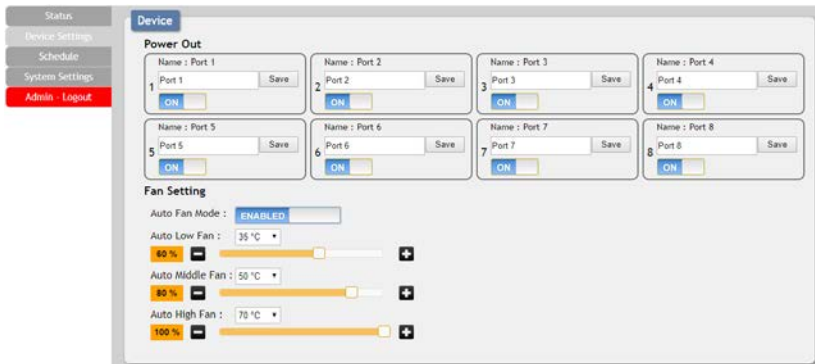 Status
Device Settings
Schedule
System Settings
Admin - Logout
Device
Power Out
Name : Port 1
1 Port 1 Save
ON
Name : Port 2
2 Port 2 Save
ON
Name : Port 3
3 Port 3 Save
ON
Name : Port 4
4 Port 4 Save
ON
Name : Port 5
5 Port 5 Save
ON
Name : Port 6
6 Port 6 Save
ON
Name : Port 7
7 Port 7 Save
ON
Name : Port 8
8 Port 8 Save
ON
Fan Setting
Auto Fan Mode : ENABLED
Auto Low Fan : 35 °C
60 %
Auto Middle Fan : 50 °C
80 %
Auto High Fan : 70 °C
100 %